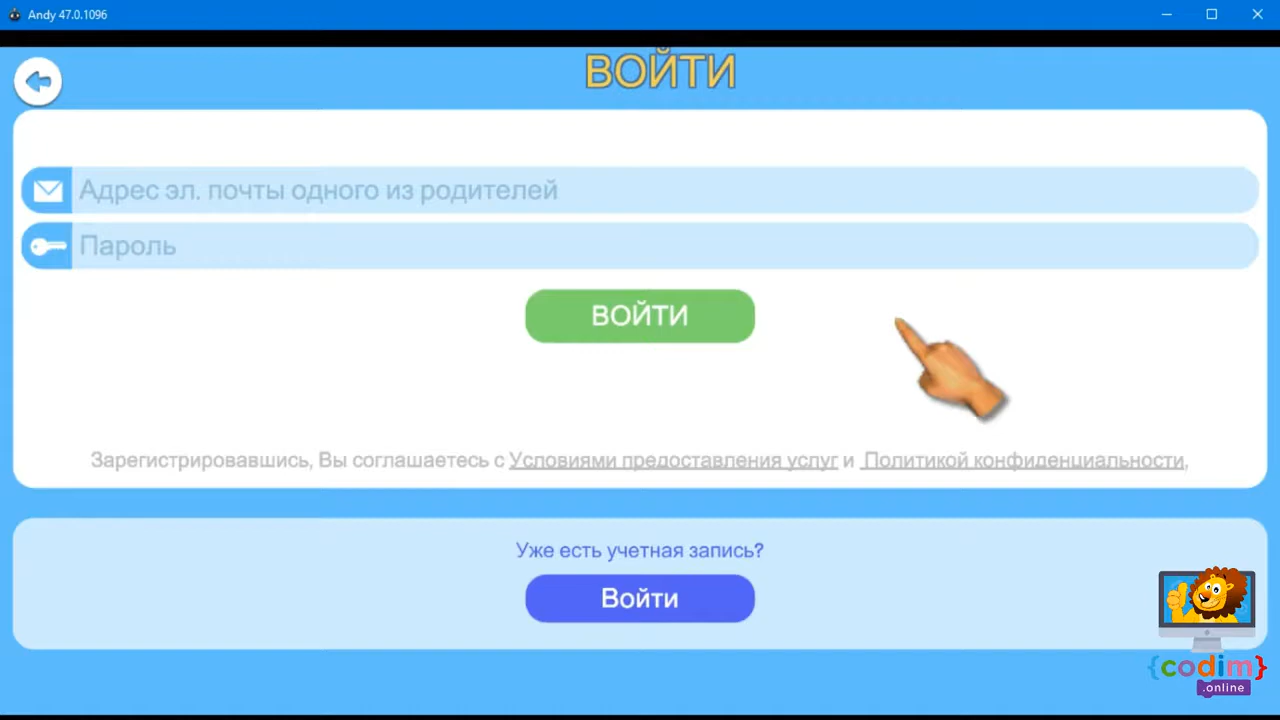 Andy 47.0.1096
ВОЙТИ
Адрес эл. почты одного из родителей
Пароль
ВОЙТИ
Зарегистрировавшись, Вы соглашаетесь с Условиями предоставления услуг и Политикой конфиденциальности,
Уже есть учетная запись?
Войти
{codim}
.online